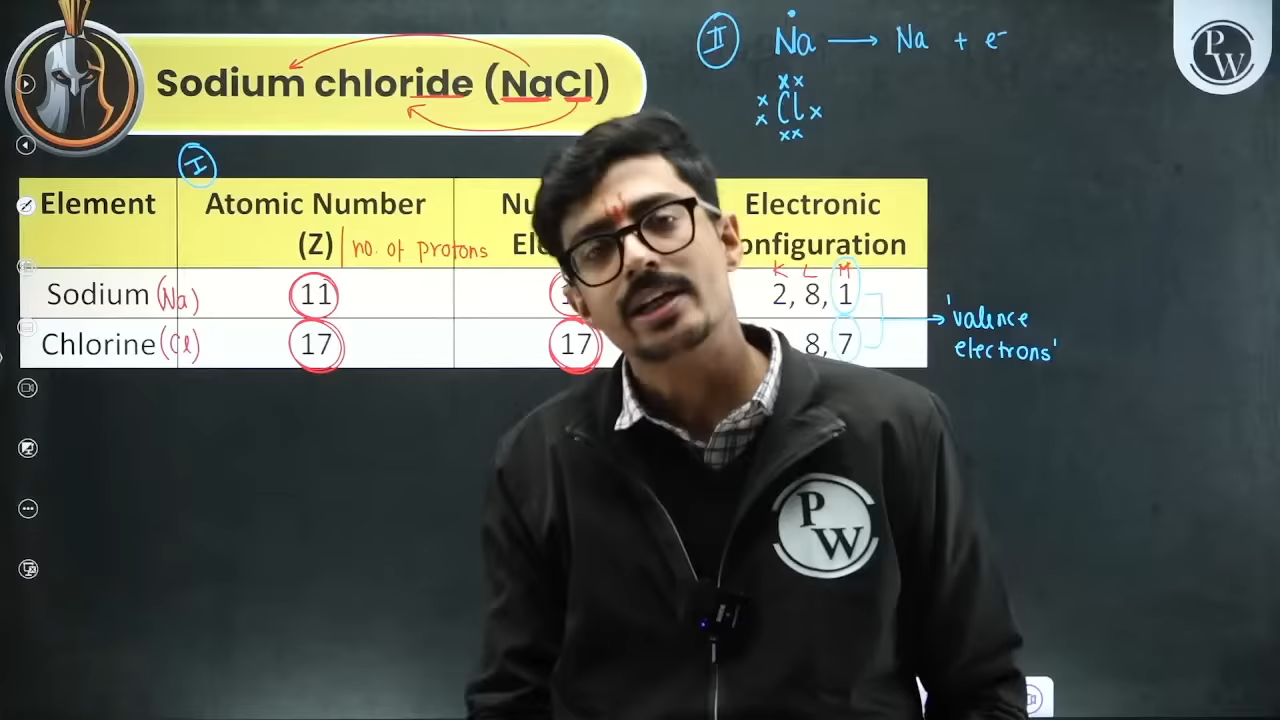 Sodium chloride (NaCl)
II Na → Na + e⁻
Cl
PW
I
Element
Atomic Number (Z) | no. of protons
Electronic
Sodium (Na) 11 2, 8, 1
K L M
Chlorine (Cl) 17 17 8, 7
'valence
electrons'
P
W